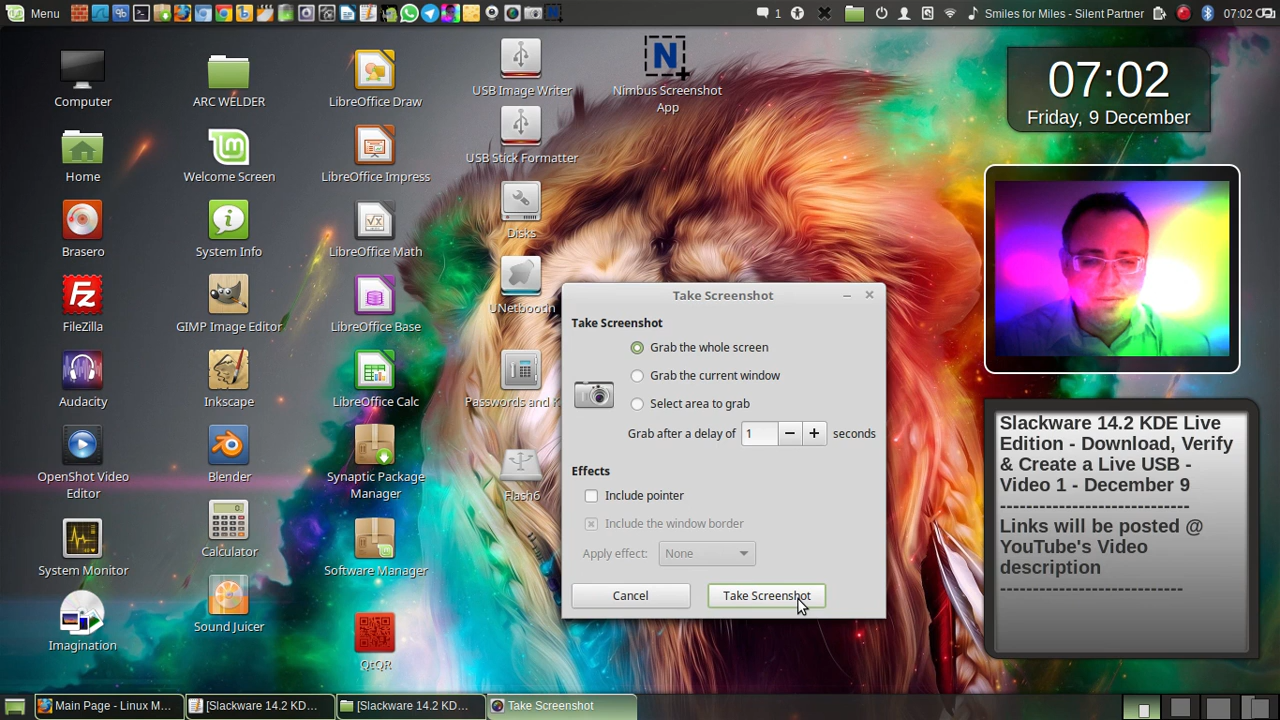 Menu
1
Smiles for Miles - Silent Partner
07:02
Computer
ARC WELDER
LibreOffice Draw
USB Image Writer
Nimbus Screenshot
App
USB Stick Formatter
Home
Welcome Screen
LibreOffice Impress
Disks
Brasero
System Info
LibreOffice Math
UNetbootin
FileZilla
GIMP Image Editor
LibreOffice Base
Passwords and K
Audacity
Inkscape
LibreOffice Calc
Flash6
OpenShot Video
Editor
Blender
Synaptic Package
Manager
System Monitor
Calculator
Software Manager
Imagination
Sound Juicer
QtQR
Take Screenshot
Take Screenshot
Grab the whole screen
Grab the current window
Select area to grab
Grab after a delay of 1 seconds
Effects
Include pointer
Include the window border
Apply effect: None
Cancel
Take Screenshot
07:02
Friday, 9 December
Slackware 14.2 KDE Live
Edition - Download, Verify
& Create a Live USB -
Video 1 - December 9
---------------------------
Links will be posted @
YouTube's Video
description
--------------------------
Main Page - Linux M...
[Slackware 14.2 KD...
[Slackware 14.2 KD...
Take Screenshot